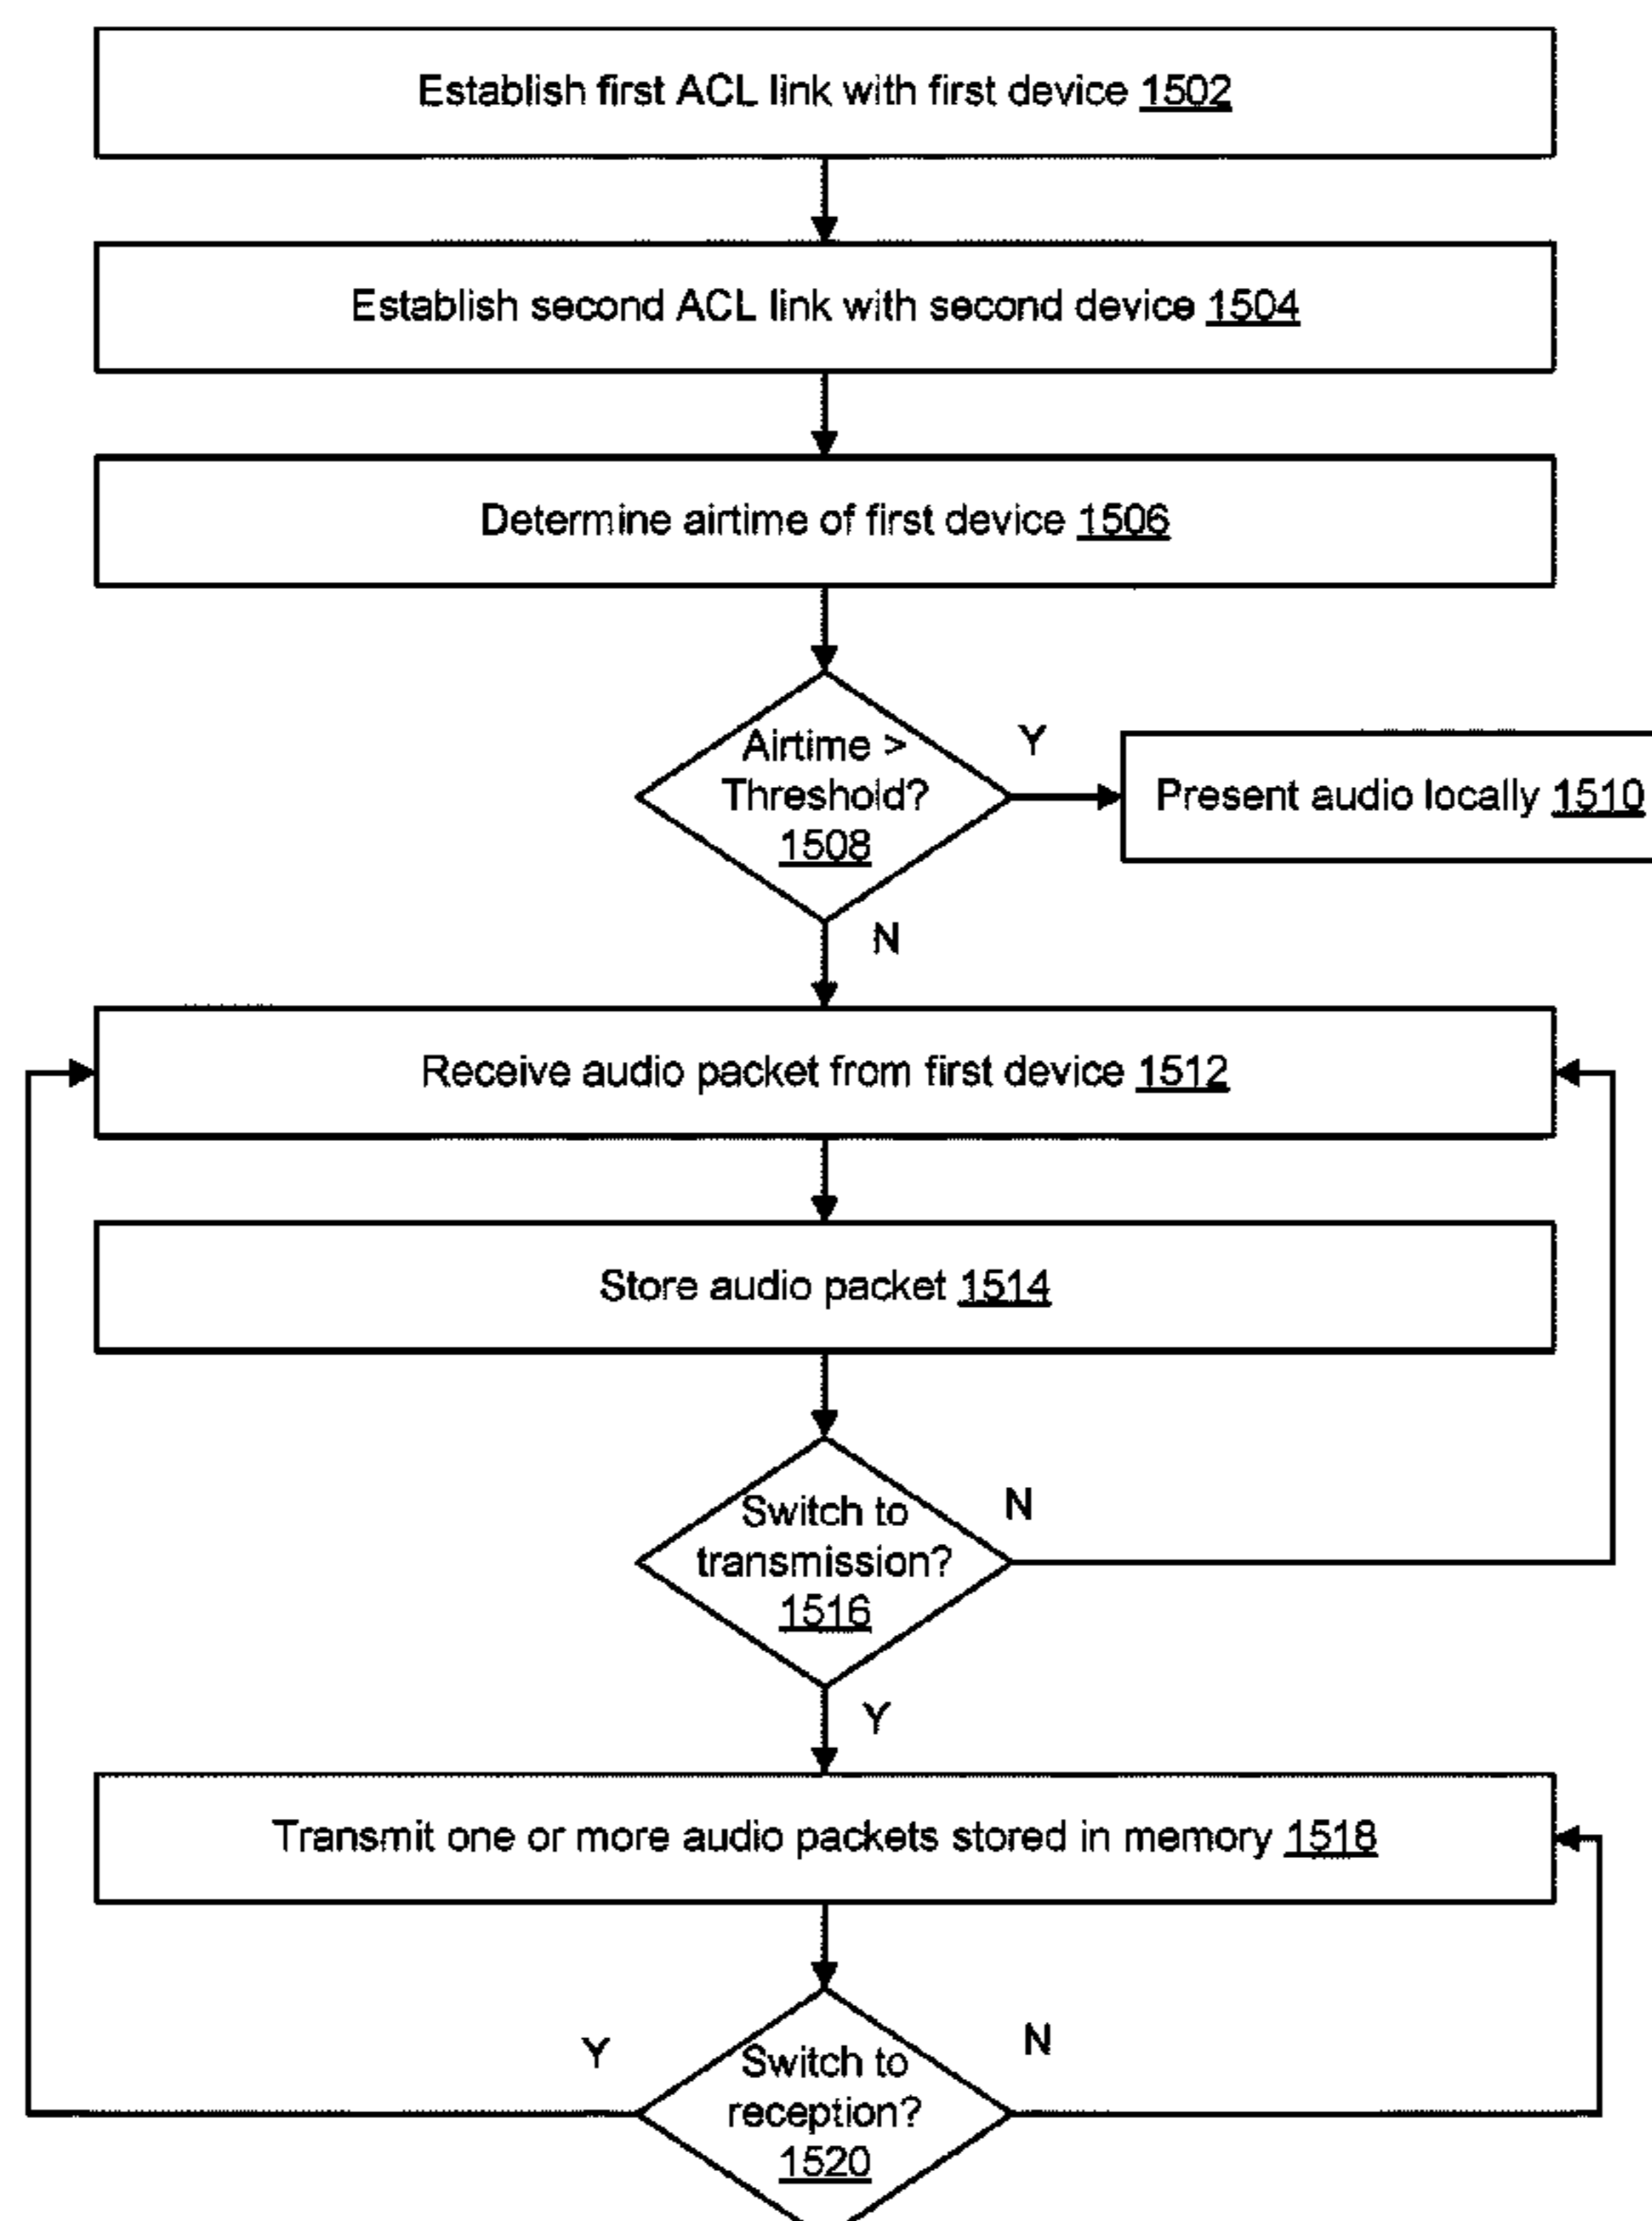 Establish first ACL link with first device 1502
Establish second ACL link with second device 1504
Determine airtime of first device 1506
Airtime >
Threshold?
1508
Y
Present audio locally 1510
N
Receive audio packet from first device 1512
Store audio packet 1514
Switch to
transmission?
1516
N
Y
Transmit one or more audio packets stored in memory 1518
Y
Switch to
reception?
1520
N